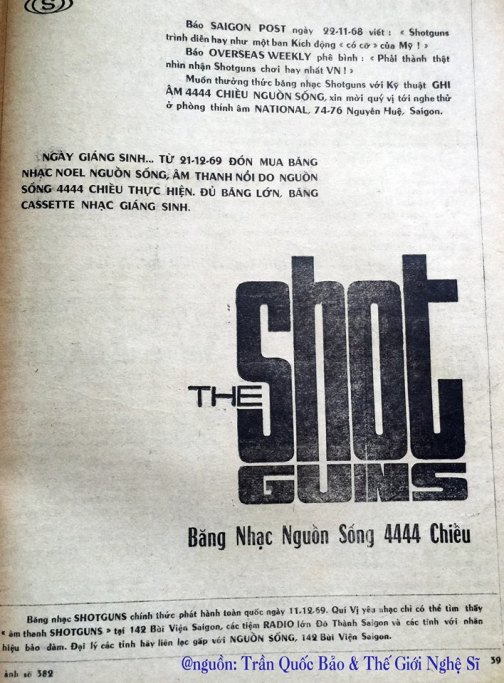 S
Báo SAIGON POST ngày 22-11-68 viết : « Shotguns
trình diễn hay như một ban Kích động «có cỡ» của Mỹ ! »
Báo OVERSEAS WEEKLY phê bình : « Phải thành thật
nhìn nhận Shotguns chơi hay nhất VN ! »
Muốn thưởng thức băng nhạc Shotguns với Kỹ thuật GHI
ÂM 4444 CHIỀU NGUỒN SỐNG, xin mời quý vị tới nghe thử
ở phòng thính âm NATIONAL, 74-76 Nguyễn Huệ, Saigon.
NGÀY GIÁNG SINH... TỪ 21-12-69 ĐÓN MUA BĂNG
NHẠC NOEL NGUỒN SỐNG, ÂM THANH NỔI DO NGUỒN
SỐNG 4444 CHIỀU THỰC HIỆN. ĐỦ BĂNG LỚN, BĂNG
CASSETTE NHẠC GIÁNG SINH.
THE
shot
GUNS
Băng Nhạc Nguồn Sống 4444 Chiều
Băng nhạc SHOTGUNS chính thức phát hành toàn quốc ngày 11.12.69. Quí Vị yêu nhạc chỉ có thể tìm thấy
« âm thanh SHOTGUNS » tại 142 Bùi Viện Saigon, các tiệm RADIO lớn Đô Thành Saigon và các tỉnh với nhãn
hiệu bảo đảm. Đại lý các tỉnh hãy liên lạc gấp với NGUỒN SỐNG, 142 Bùi Viện Saigon.
39
@nguồn: Trần Quốc Bảo & Thế Giới Nghệ Sĩ
ảnh số 382